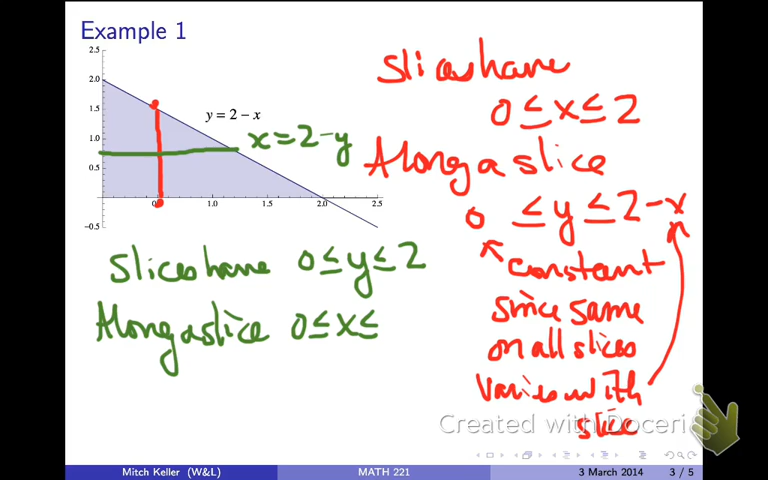 Example 1
2.5
2.0
1.5
1.0
0.5
-0.5
0.5
1.0
1.5
2.0
2.5
y = 2 − x
x = 2 - y
Slices have
0 ≤ x ≤ 2
Along a slice
0 ≤ y ≤ 2 - x
constant
since same
on all slices
varies with
slice
Slices have 0 ≤ y ≤ 2
Along a slice 0 ≤ x ≤
Created with Doceri
Mitch Keller (W&L) MATH 221 3 March 2014 3 / 5